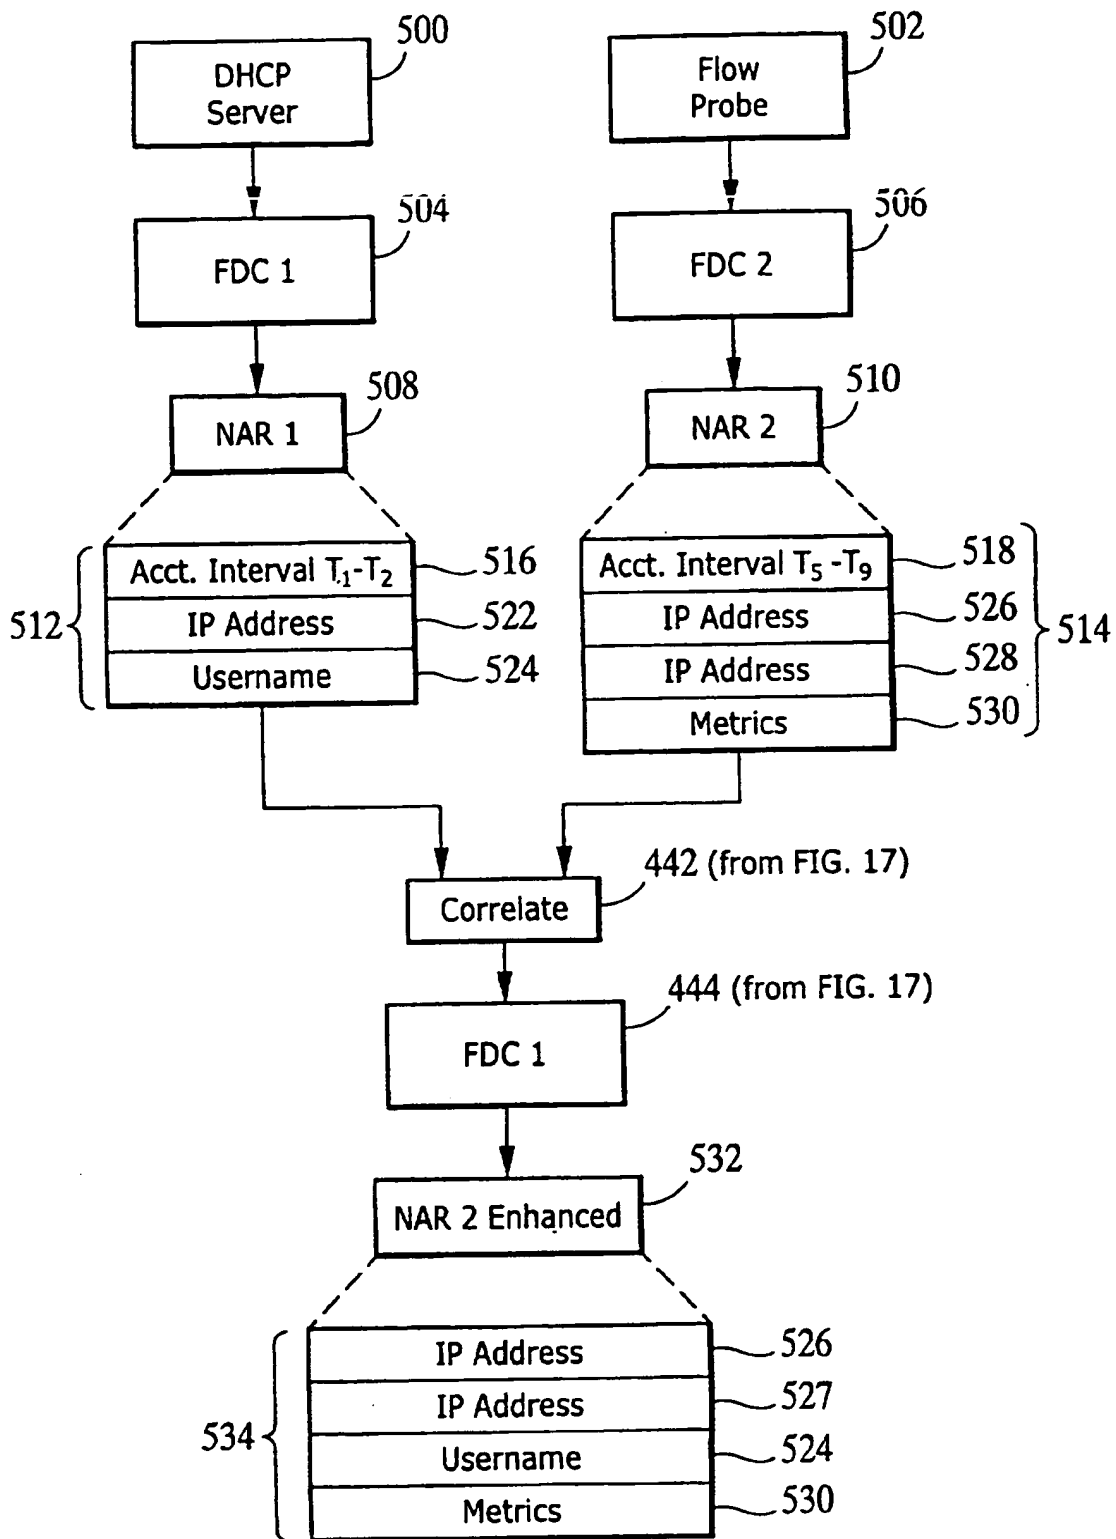 500
DHCP
Server
502
Flow
Probe
504
FDC 1
506
FDC 2
508
NAR 1
510
NAR 2
512
Acct. Interval T1-T2
516
IP Address
522
Username
524
Acct. Interval T5-T9
518
IP Address
526
IP Address
528
Metrics
530
514
442 (from FIG. 17)
Correlate
444 (from FIG. 17)
FDC 1
532
NAR 2 Enhanced
534
IP Address
526
IP Address
527
Username
524
Metrics
530